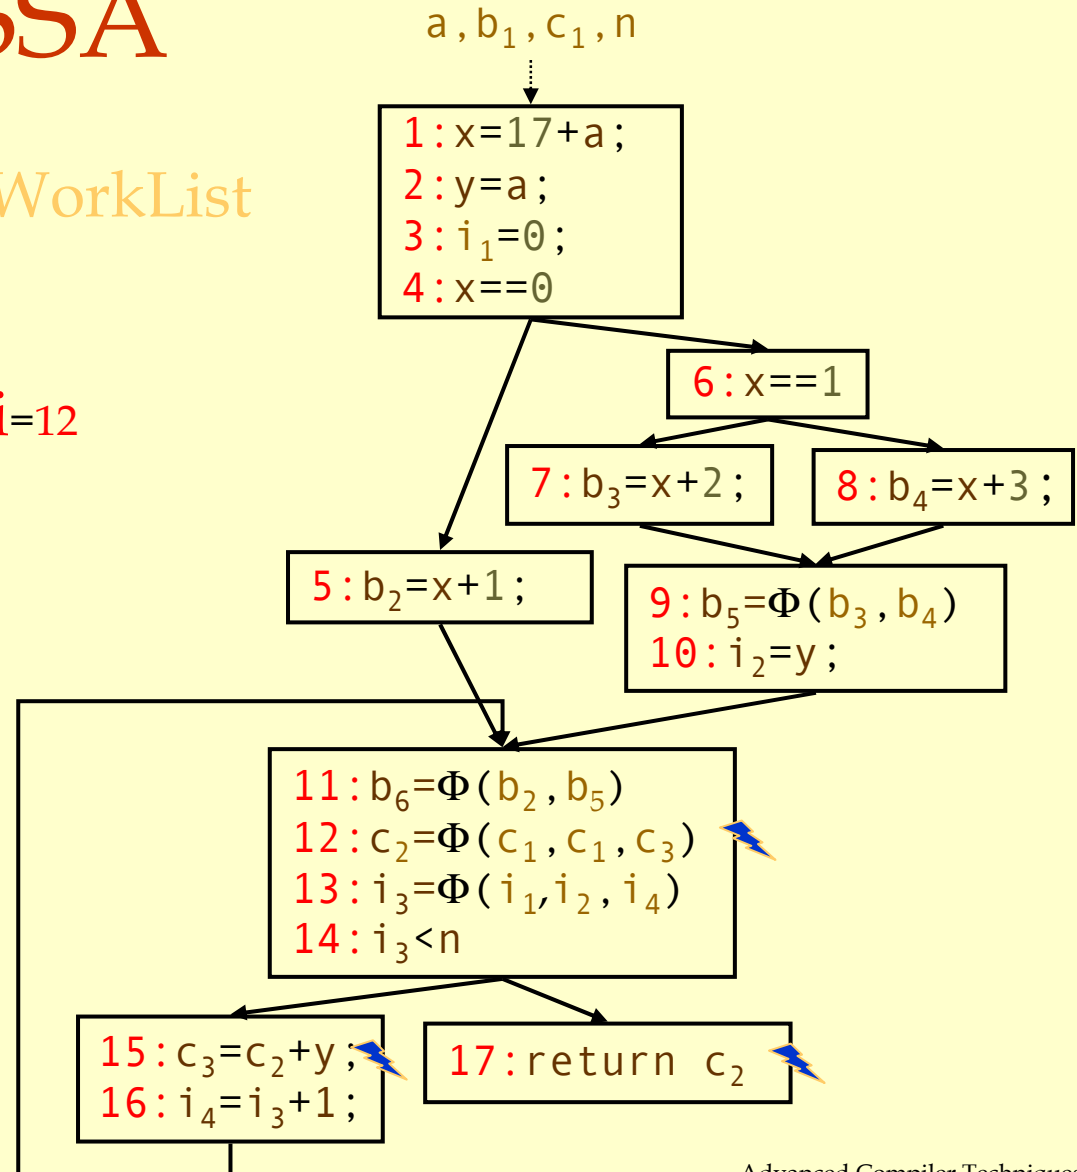 SSA
a,b₁,c₁,n
1:x=17+a;
2:y=a;
WorkList
3:i₁=0;
4:x==0
6:x==1
i=12
7:b₃=x+2;
8:b₄=x+3;
5:b₂=x+1;
9:b₅=Φ(b₃,b₄)
10:i₂=y;
11:b₆=Φ(b₂,b₅)
12:c₂=Φ(c₁,c₁,c₃)
13:i₃=Φ(i₁,i₂,i₄)
14:i₃<n
15:c₃=c₂+y;
16:i₄=i₃+1;
17:return c₂
Advanced Compiler Techniques